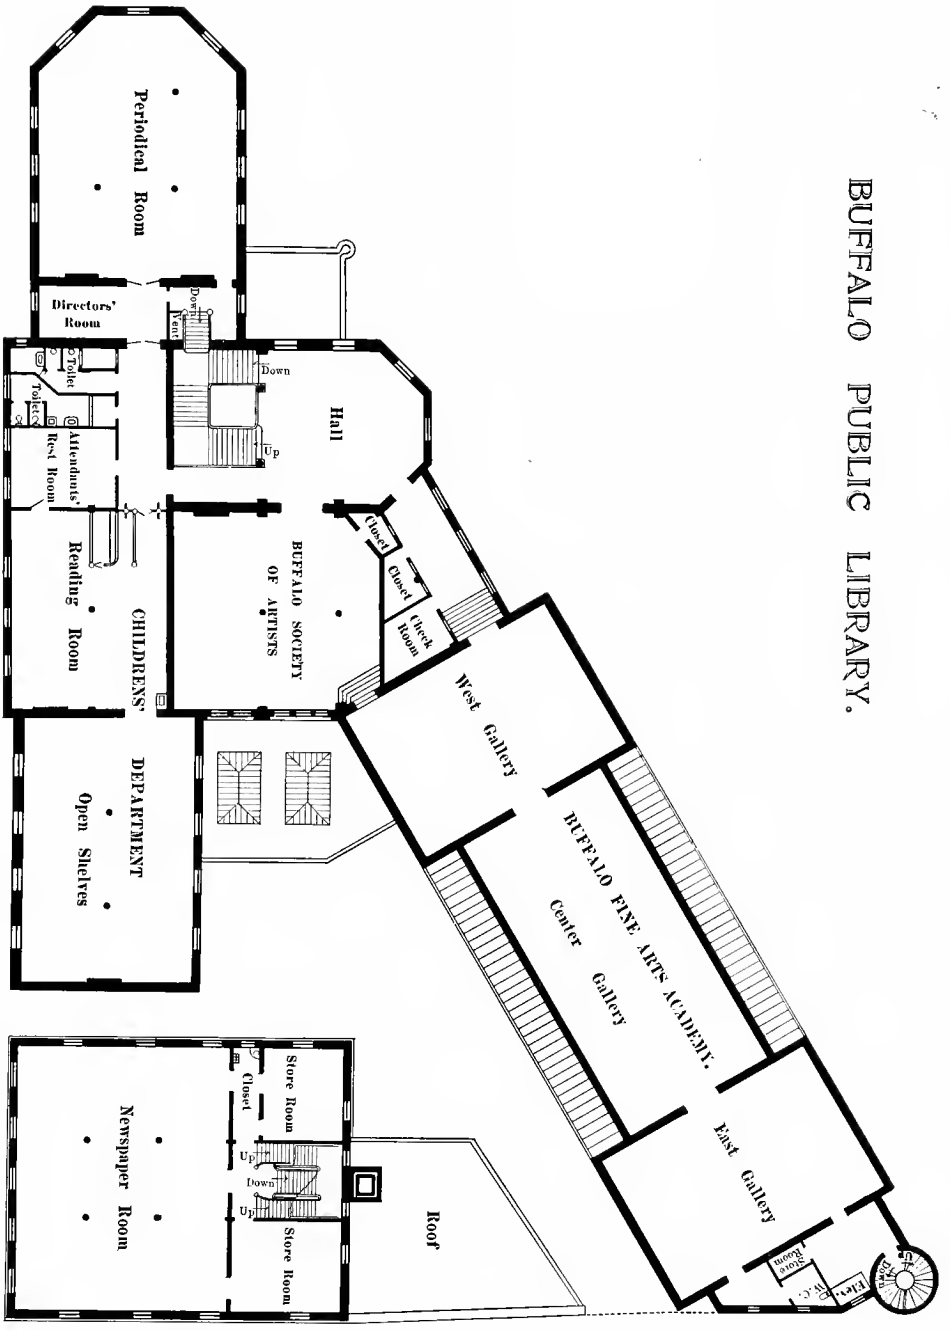 BUFFALO PUBLIC LIBRARY.
Periodical Room
Directors'
Room
Down
Vent
Toilet
Toilet
Down
Up
Hall
Attendants'
Rest Room
Closet
Closet
Check
Room
Reading Room
CHILDRENS'
DEPARTMENT
Open Shelves
BUFFALO SOCIETY
OF ARTISTS
West Gallery
BUFFALO FINE ARTS ACADEMY.
Center Gallery
East Gallery
Store
Room
W.C.
Elev.
Up
Down
Newspaper Room
Closet
Store Room
Up
Down
Up
Store Room
Roof